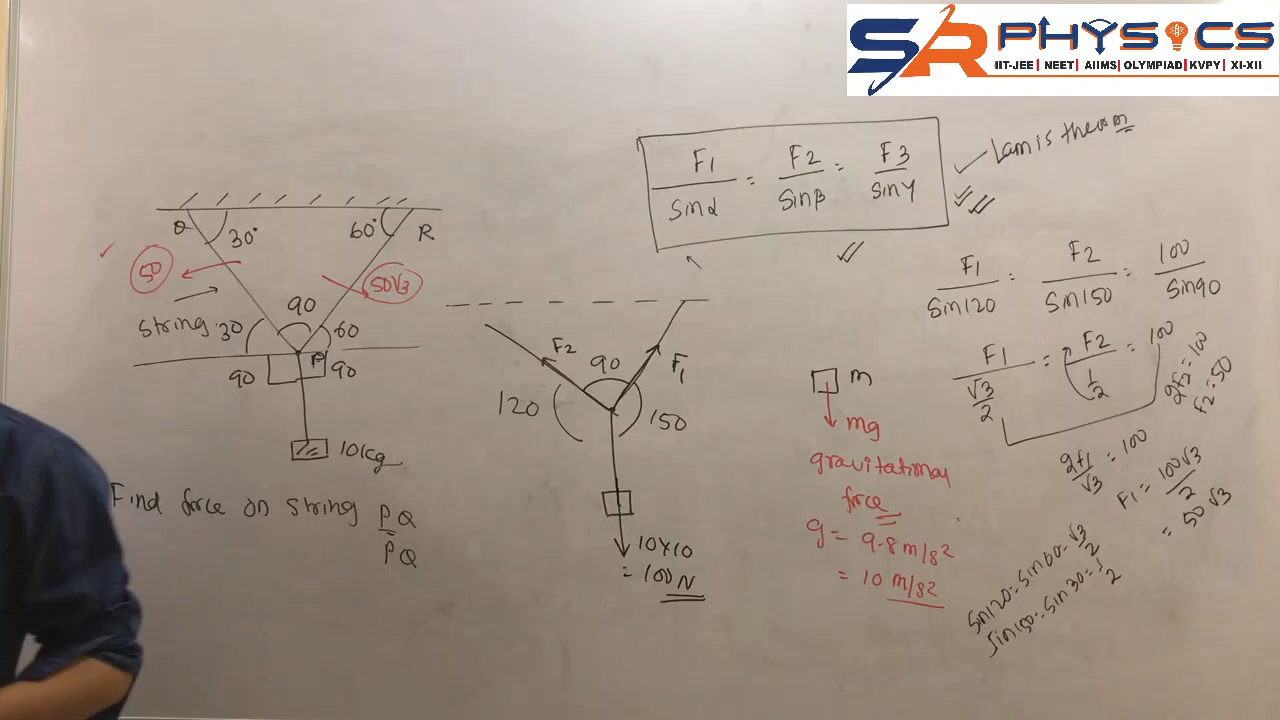 SR PHYSICS
IIT-JEE | NEET | AIIMS | OLYMPIAD | KVPY | XI-XII
F1/sinα = F2/sinβ = F3/sinγ
Lamis theorem
Q 30° 60° R
50
50√3
90
String 30 60
P
90 90
10kg
Find force on string PQ
PQ
F2 90 F1
120 150
10×10
= 100N
m
mg
gravitational
force
g = 9.8 m/s2
= 10 m/s2
F1/sin120 = F2/sin150 = 100/sin90
F1/(√3/2) = F2/(1/2) = 100
2F2 = 100
F2 = 50
2F1/√3 = 100
F1 = 100√3/2
= 50√3
Sin120 = Sin60 = √3/2
Sin150 = Sin30 = 1/2